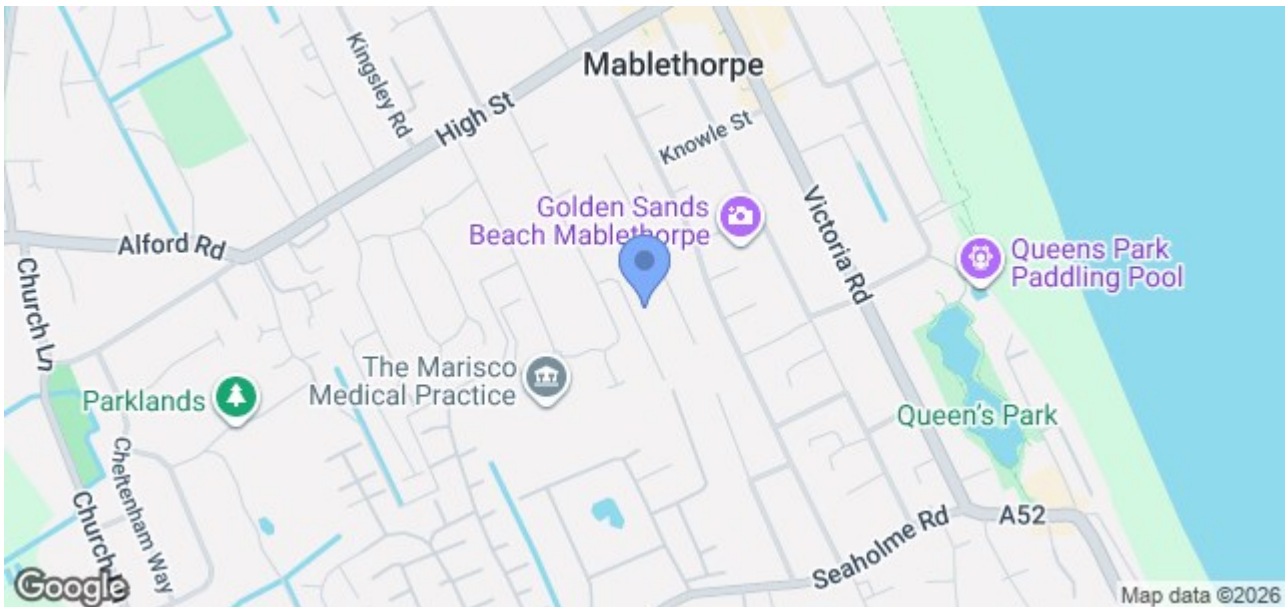 Mablethorpe
Kingsley Rd
High St
Knowle St
Golden Sands
Beach Mablethorpe
Victoria Rd
Alford Rd
Queens Park
Paddling Pool
Church Ln
The Marisco
Medical Practice
Parklands
Queen's Park
Cheltenham Way
Church Ln
A52
Seaholme Rd
Google
Map data ©2026